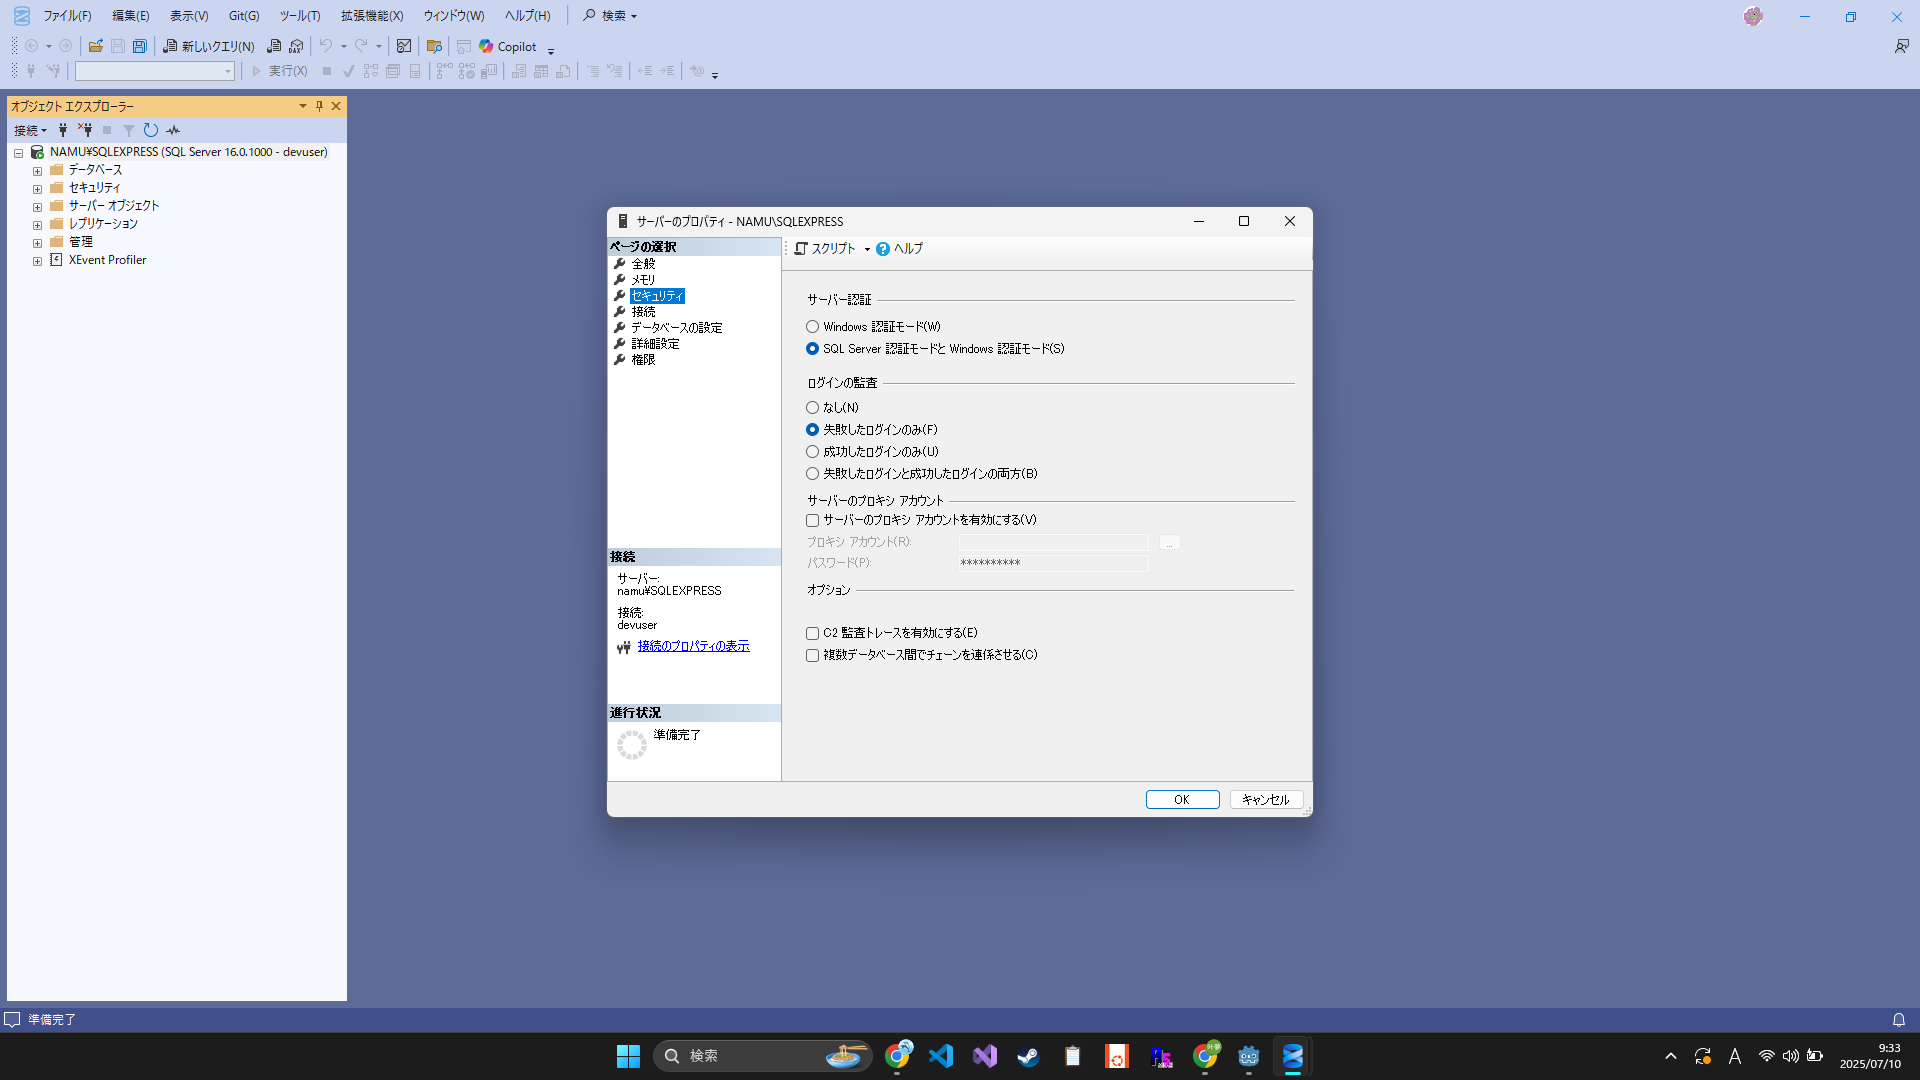 ファイル(F) 編集(E) 表示(V) Git(G) ツール(T) 拡張機能(X) ウィンドウ(W) ヘルプ(H) 検索
新しいクエリ(N) DAX Copilot
実行(X)
オブジェクト エクスプローラー
接続
NAMU¥SQLEXPRESS (SQL Server 16.0.1000 - devuser)
データベース
セキュリティ
サーバー オブジェクト
レプリケーション
管理
XEvent Profiler
サーバーのプロパティ - NAMU\SQLEXPRESS
ページの選択
全般
メモリ
セキュリティ
接続
データベースの設定
詳細設定
権限
接続
サーバー:
namu¥SQLEXPRESS
接続:
devuser
接続のプロパティの表示
進行状況
準備完了
スクリプト ヘルプ
サーバー認証
Windows 認証モード(W)
SQL Server 認証モードと Windows 認証モード(S)
ログインの監査
なし(N)
失敗したログインのみ(F)
成功したログインのみ(U)
失敗したログインと成功したログインの両方(B)
サーバーのプロキシ アカウント
サーバーのプロキシ アカウントを有効にする(V)
プロキシ アカウント(R):
...
パスワード(P):
**********
オプション
C2 監査トレースを有効にする(E)
複数データベース間でチェーンを連係させる(C)
OK
キャンセル
準備完了
検索
A
9:33
2025/07/10